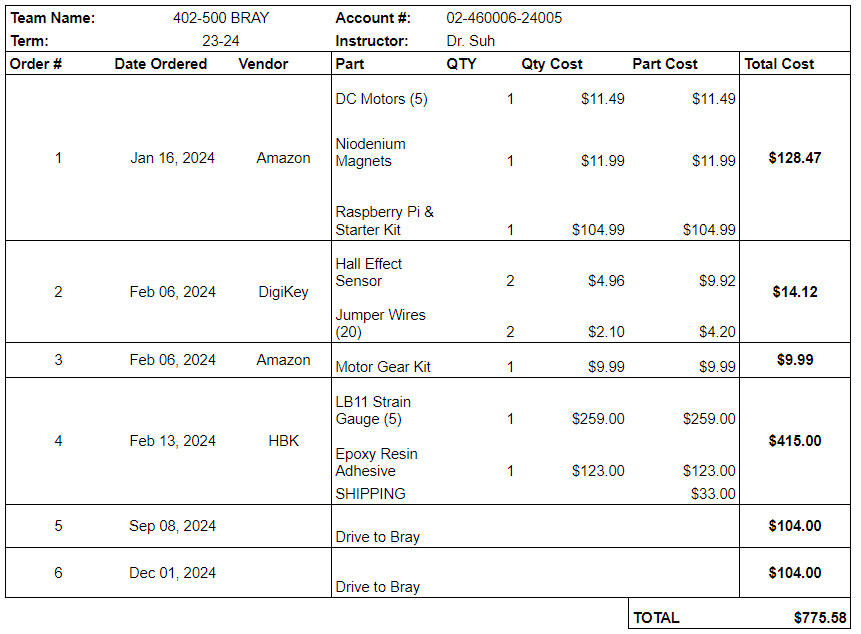 Team Name: 402-500 BRAY Account #: 02-460006-24005
Term: 23-24 Instructor: Dr. Suh
Order # Date Ordered Vendor Part QTY Qty Cost Part Cost Total Cost
DC Motors (5) 1 $11.49 $11.49
Niodenium
Magnets 1 $11.99 $11.99
1 Jan 16, 2024 Amazon $128.47
Raspberry Pi &
Starter Kit 1 $104.99 $104.99
Hall Effect
Sensor 2 $4.96 $9.92
2 Feb 06, 2024 DigiKey $14.12
Jumper Wires
(20) 2 $2.10 $4.20
3 Feb 06, 2024 Amazon $9.99
Motor Gear Kit 1 $9.99 $9.99
LB11 Strain
Gauge (5) 1 $259.00 $259.00
4 Feb 13, 2024 HBK $415.00
Epoxy Resin
Adhesive 1 $123.00 $123.00
SHIPPING $33.00
5 Sep 08, 2024 $104.00
Drive to Bray
6 Dec 01, 2024 $104.00
Drive to Bray
TOTAL $775.58